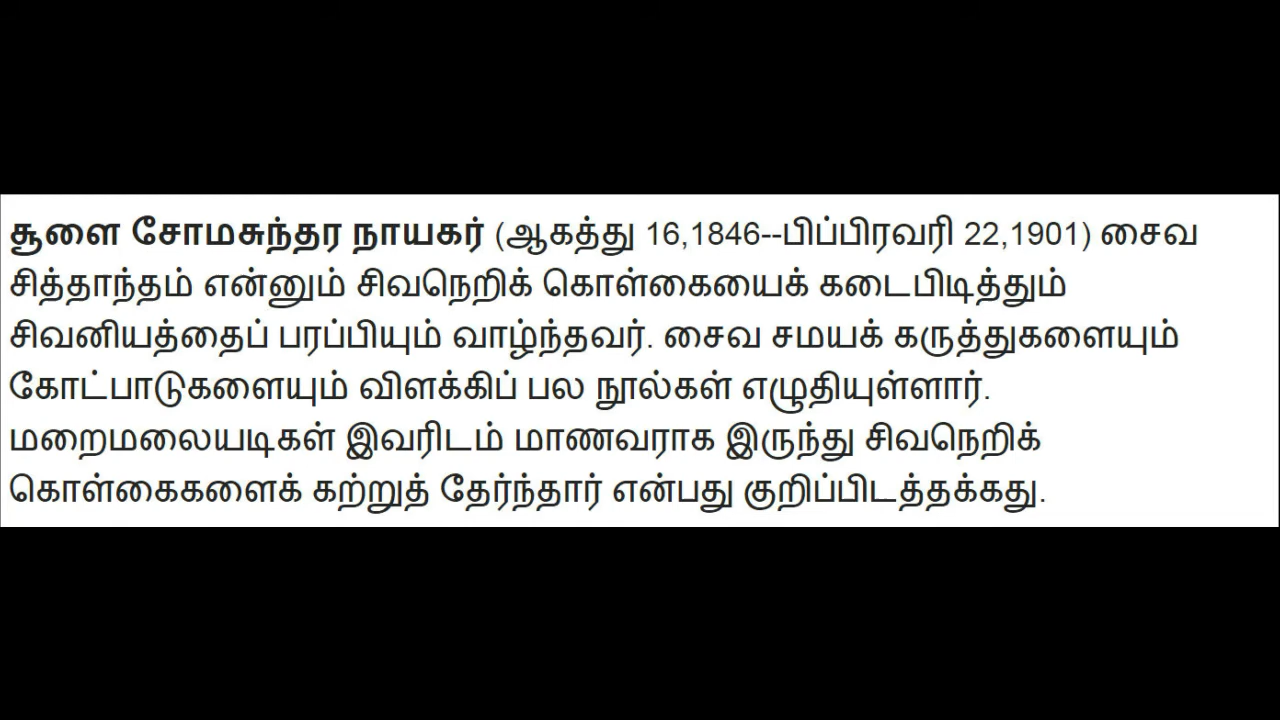 சூளை சோமசுந்தர நாயகர் (ஆகத்து 16,1846--பிப்பிரவரி 22,1901) சைவ
சித்தாந்தம் என்னும் சிவநெறிக் கொள்கையைக் கடைபிடித்தும்
சிவனியத்தைப் பரப்பியும் வாழ்ந்தவர். சைவ சமயக் கருத்துகளையும்
கோட்பாடுகளையும் விளக்கிப் பல நூல்கள் எழுதியுள்ளார்.
மறைமலையடிகள் இவரிடம் மாணவராக இருந்து சிவநெறிக்
கொள்கைகளைக் கற்றுத் தேர்ந்தார் என்பது குறிப்பிடத்தக்கது.